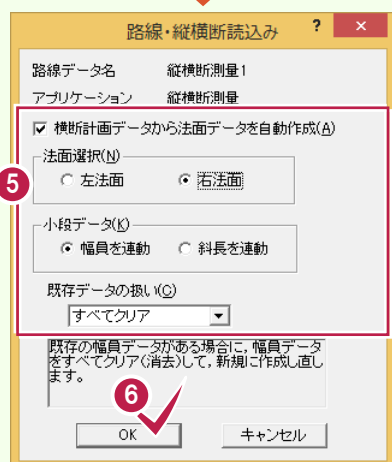 路線・縦横断読込み ? ×
路線データ名 縦横断測量1
アプリケーション 縦横断測量
横断計画データから法面データを自動作成(A)
法面選択(N)
5
左法面 右法面
小段データ(K)
幅員を連動 斜長を連動
既存データの扱い(C)
すべてクリア
既存の幅員データがある場合に,幅員データ
をすべてクリア(消去)して,新規に作成し直し
ます。
6
OK キャンセル